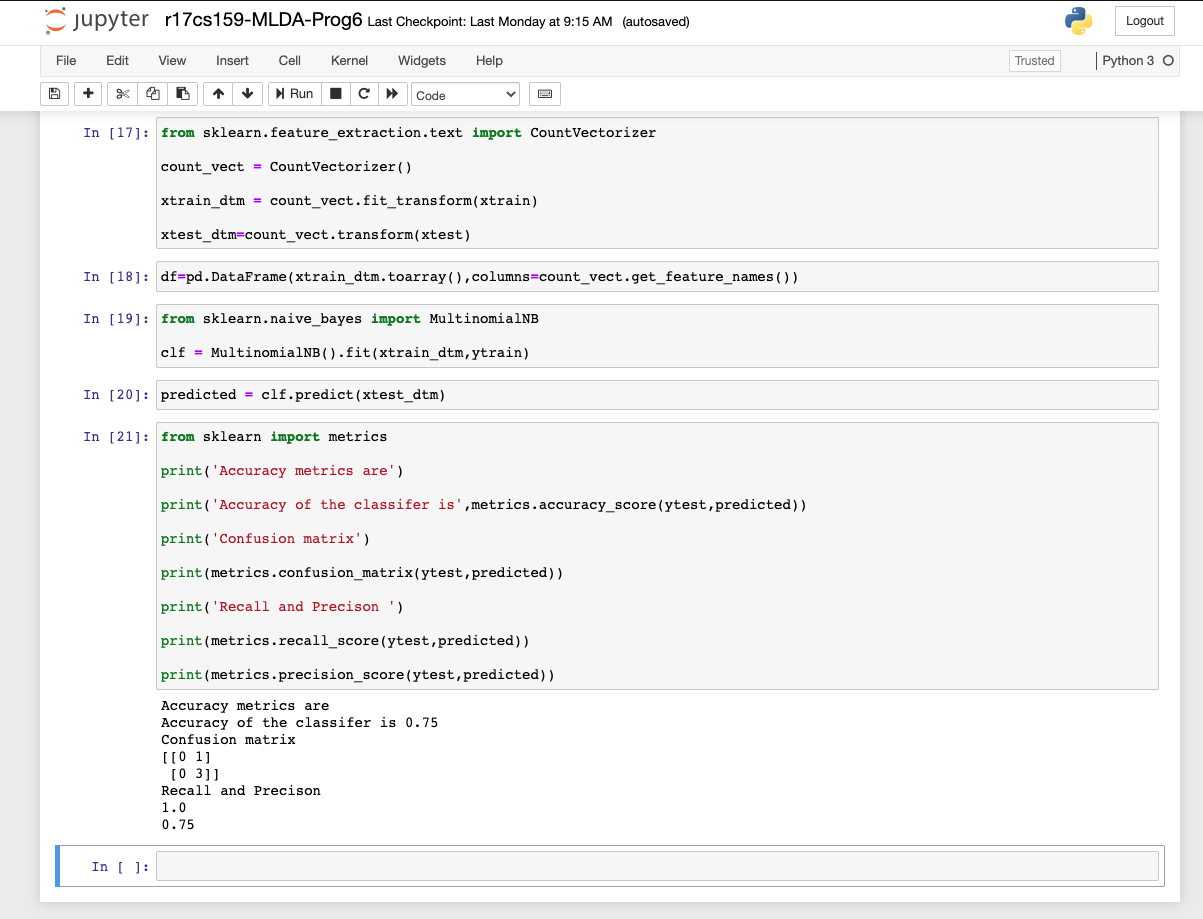 jupyter r17cs159-MLDA-Prog6 Last Checkpoint: Last Monday at 9:15 AM (autosaved) Logout
File Edit View Insert Cell Kernel Widgets Help Trusted Python 3
Run Code
In [17]: from sklearn.feature_extraction.text import CountVectorizer
count_vect = CountVectorizer()
xtrain_dtm = count_vect.fit_transform(xtrain)
xtest_dtm=count_vect.transform(xtest)
In [18]: df=pd.DataFrame(xtrain_dtm.toarray(),columns=count_vect.get_feature_names())
In [19]: from sklearn.naive_bayes import MultinomialNB
clf = MultinomialNB().fit(xtrain_dtm,ytrain)
In [20]: predicted = clf.predict(xtest_dtm)
In [21]: from sklearn import metrics
print('Accuracy metrics are')
print('Accuracy of the classifer is',metrics.accuracy_score(ytest,predicted))
print('Confusion matrix')
print(metrics.confusion_matrix(ytest,predicted))
print('Recall and Precison ')
print(metrics.recall_score(ytest,predicted))
print(metrics.precision_score(ytest,predicted))
Accuracy metrics are
Accuracy of the classifer is 0.75
Confusion matrix
[[0 1]
[0 3]]
Recall and Precison
1.0
0.75
In [ ]: